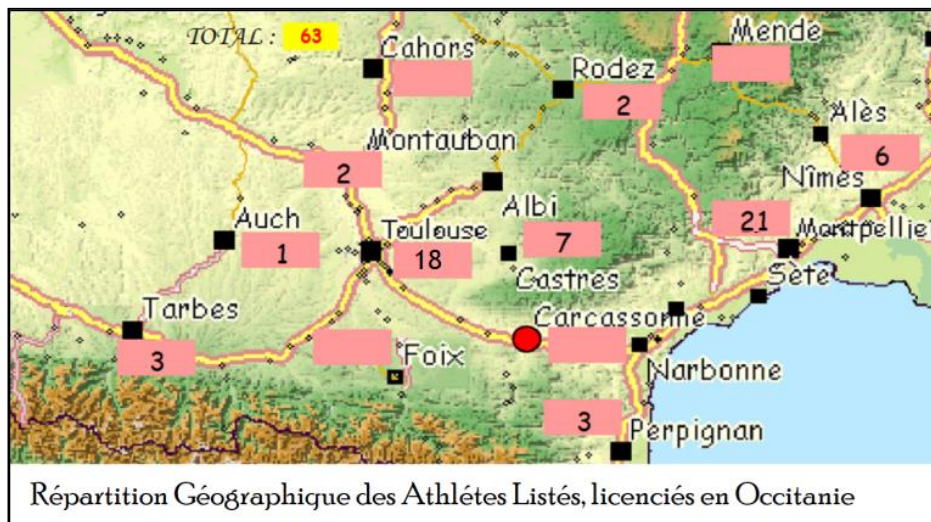 TOTAL : 63
Cahors
Mende
Rodez
2
Alès
Montauban
6
2
Nîmes
Albi
Auch
21
Toulouse
7
Montpellier
1
18
Castres
Sète
Tarbes
Carcassonne
3
Foix
Narbonne
3
Perpignan
Répartition Géographique des Athlétes Listés, licenciés en Occitanie